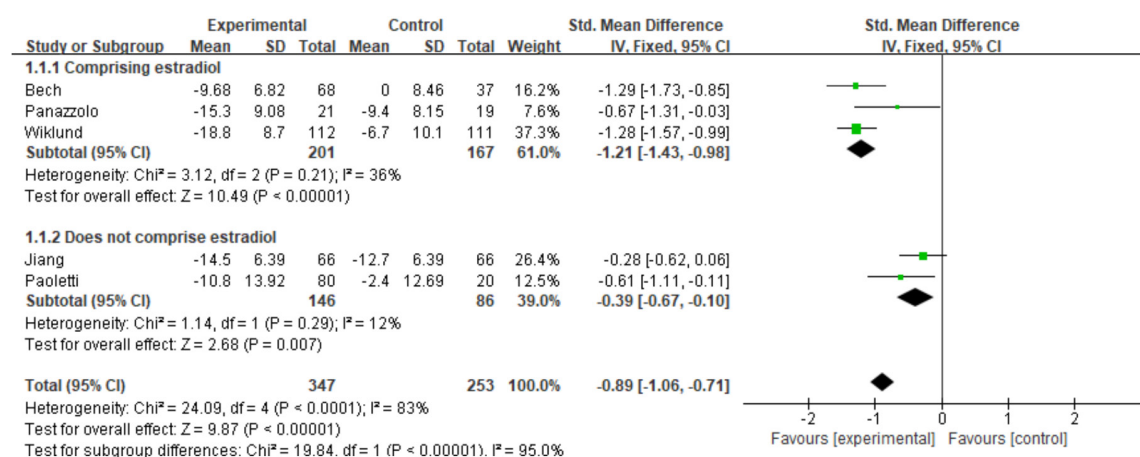 Experimental Control Std. Mean Difference Std. Mean Difference
Study or Subgroup Mean SD Total Mean SD Total Weight IV, Fixed, 95% CI IV, Fixed, 95% CI
1.1.1 Comprising estradiol
Bech -9.68 6.82 68 0 8.46 37 16.2% -1.29 [-1.73, -0.85]
Panazzolo -15.3 9.08 21 -9.4 8.15 19 7.6% -0.67 [-1.31, -0.03]
Wiklund -18.8 8.7 112 -6.7 10.1 111 37.3% -1.28 [-1.57, -0.99]
Subtotal (95% CI) 201 167 61.0% -1.21 [-1.43, -0.98]
Heterogeneity: Chi² = 3.12, df = 2 (P = 0.21); I² = 36%
Test for overall effect: Z = 10.49 (P < 0.00001)
1.1.2 Does not comprise estradiol
Jiang -14.5 6.39 66 -12.7 6.39 66 26.4% -0.28 [-0.62, 0.06]
Paoletti -10.8 13.92 80 -2.4 12.69 20 12.5% -0.61 [-1.11, -0.11]
Subtotal (95% CI) 146 86 39.0% -0.39 [-0.67, -0.10]
Heterogeneity: Chi² = 1.14, df = 1 (P = 0.29); I² = 12%
Test for overall effect: Z = 2.68 (P = 0.007)
Total (95% CI) 347 253 100.0% -0.89 [-1.06, -0.71]
Heterogeneity: Chi² = 24.09, df = 4 (P < 0.0001); I² = 83%
Test for overall effect: Z = 9.87 (P < 0.00001)
Test for subgroup differences: Chi² = 19.84, df = 1 (P < 0.00001), I² = 95.0%
-2 -1 0 1 2
Favours [experimental] Favours [control]